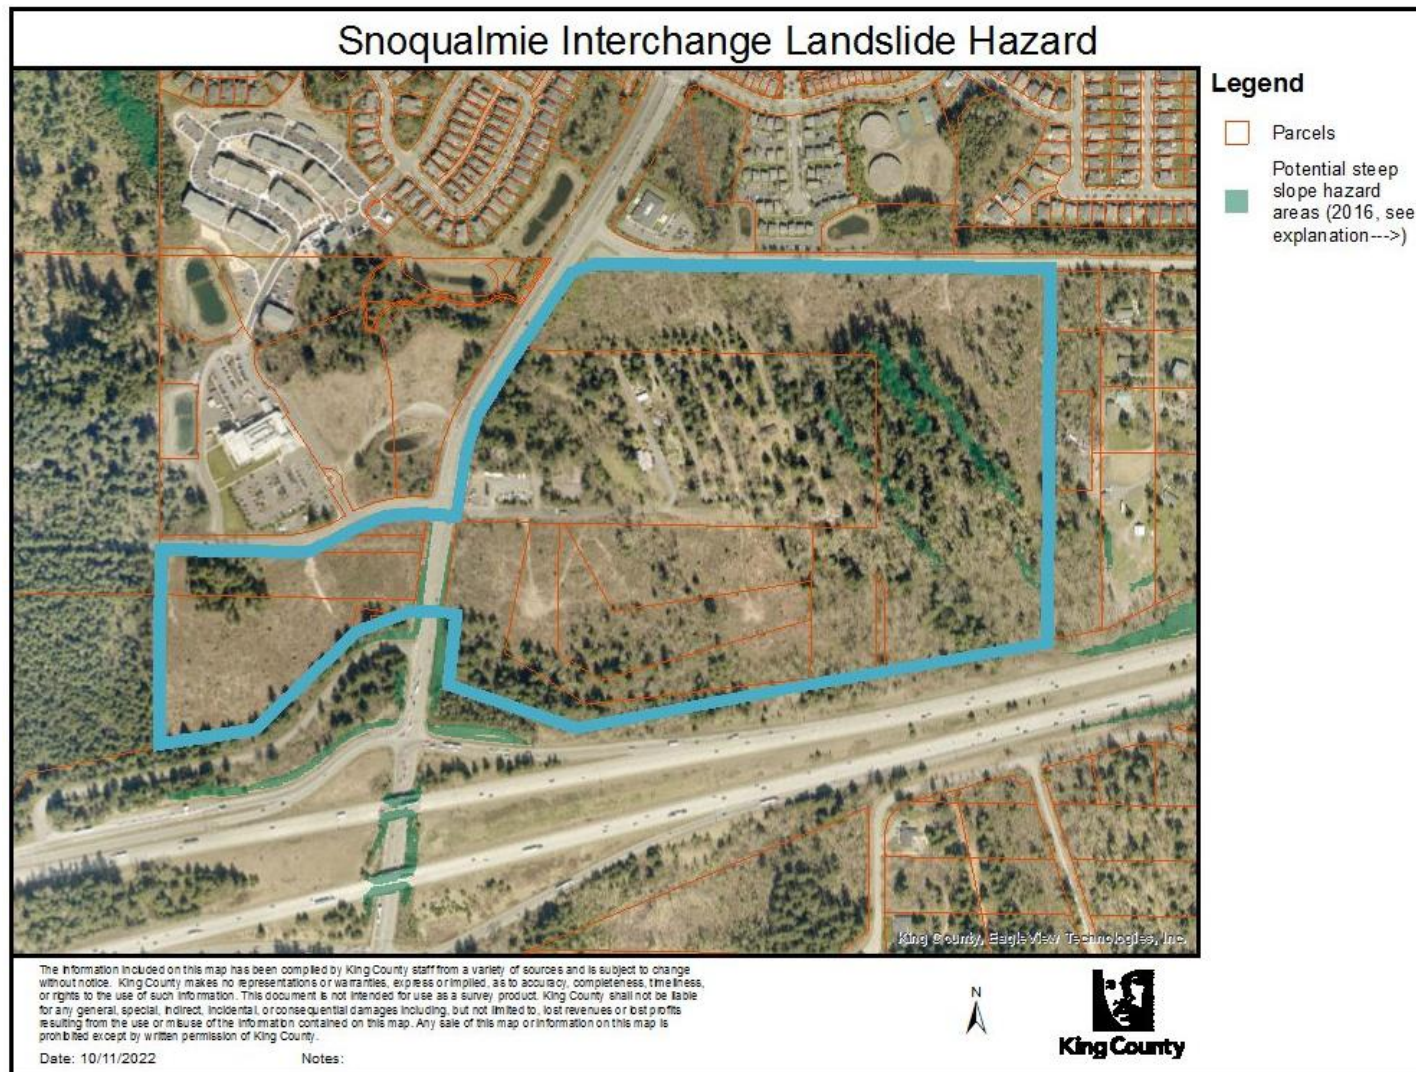 Snoqualmie Interchange Landslide Hazard
Legend
Parcels
Potential steep
slope hazard
areas (2016, see
explanation--->)
King County, EagleView Technologies, Inc.
The information included on this map has been compiled by King County staff from a variety of sources and is subject to change
without notice. King County makes no representations or warranties, express or implied, as to accuracy, completeness, timeliness,
or rights to the use of such information. This document is not intended for use as a survey product. King County shall not be liable
for any general, special, indirect, incidental, or consequential damages including, but not limited to, lost revenues or lost profits
resulting from the use or misuse of the information contained on this map. Any sale of this map or information on this map is
prohibited except by written permission of King County.
Date: 10/11/2022 Notes:
N
King County